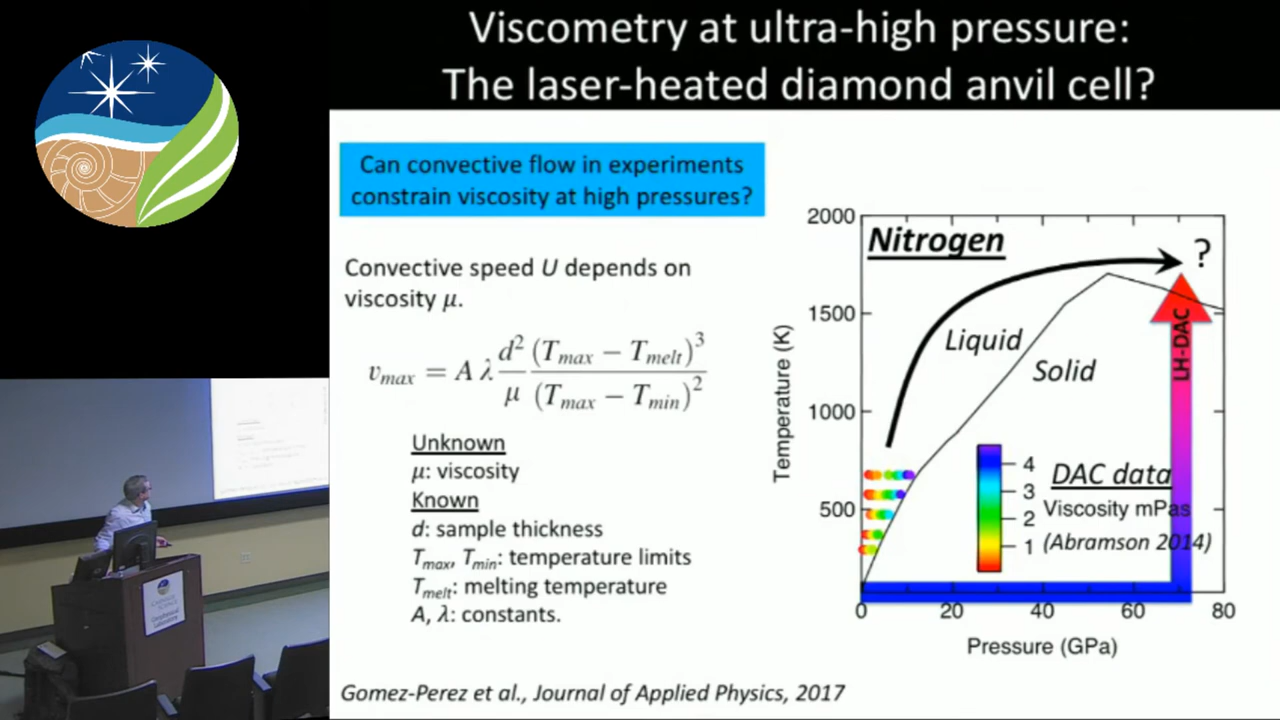 Viscometry at ultra-high pressure:
The laser-heated diamond anvil cell?
Can convective flow in experiments
constrain viscosity at high pressures?
Convective speed U depends on
viscosity μ.
v_max = A λ d²/μ (T_max − T_melt)³/(T_max − T_min)²
Unknown
μ: viscosity
Known
d: sample thickness
T_max, T_min: temperature limits
T_melt: melting temperature
A, λ: constants.
Gomez-Perez et al., Journal of Applied Physics, 2017
2000
1500
1000
500
Temperature (K)
Nitrogen
?
Liquid
Solid
LH-DAC
4
3
2
1
DAC data
Viscosity mPas
(Abramson 2014)
0
20
40
60
80
Pressure (GPa)
Geophysical
Laboratory